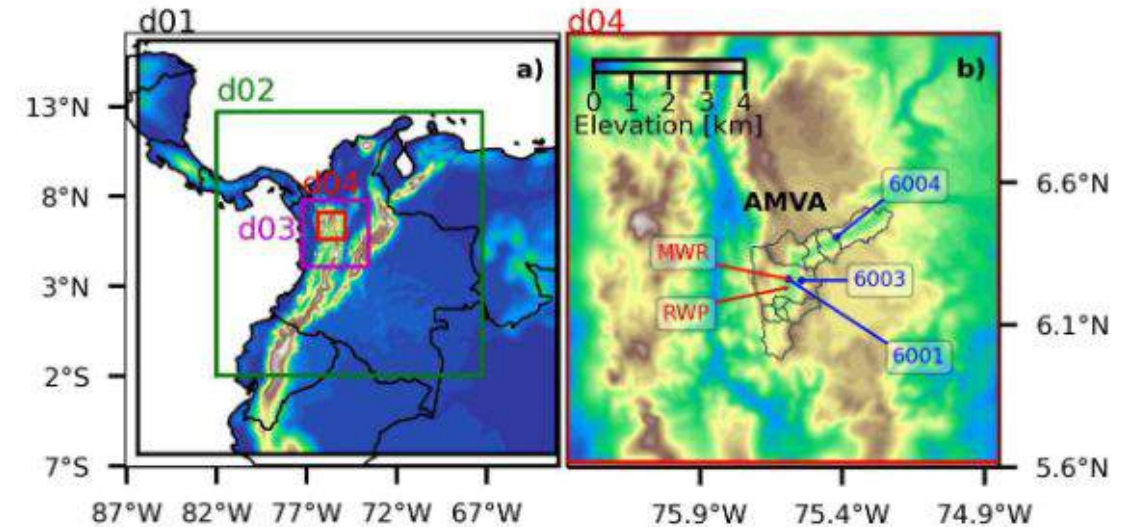 d01
d04
a)
b)
d02
0 1 2 3 4
Elevation [km]
13°N
8°N
3°N
2°S
7°S
d04
d03
AMVA
6004
MWR
6003
RWP
6001
6.6°N
6.1°N
5.6°N
87°W 82°W 77°W 72°W 67°W
75.9°W 75.4°W 74.9°W